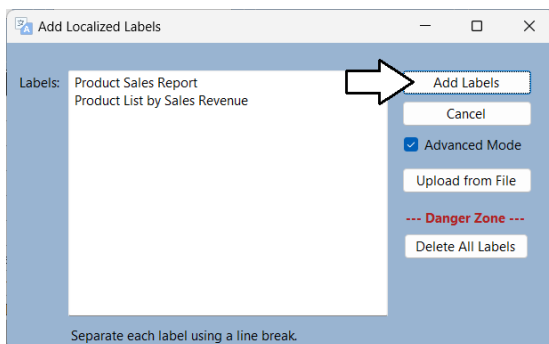 Add Localized Labels
Labels:
Product Sales Report
Product List by Sales Revenue
Add Labels
Cancel
Advanced Mode
Upload from File
--- Danger Zone ---
Delete All Labels
Separate each label using a line break.